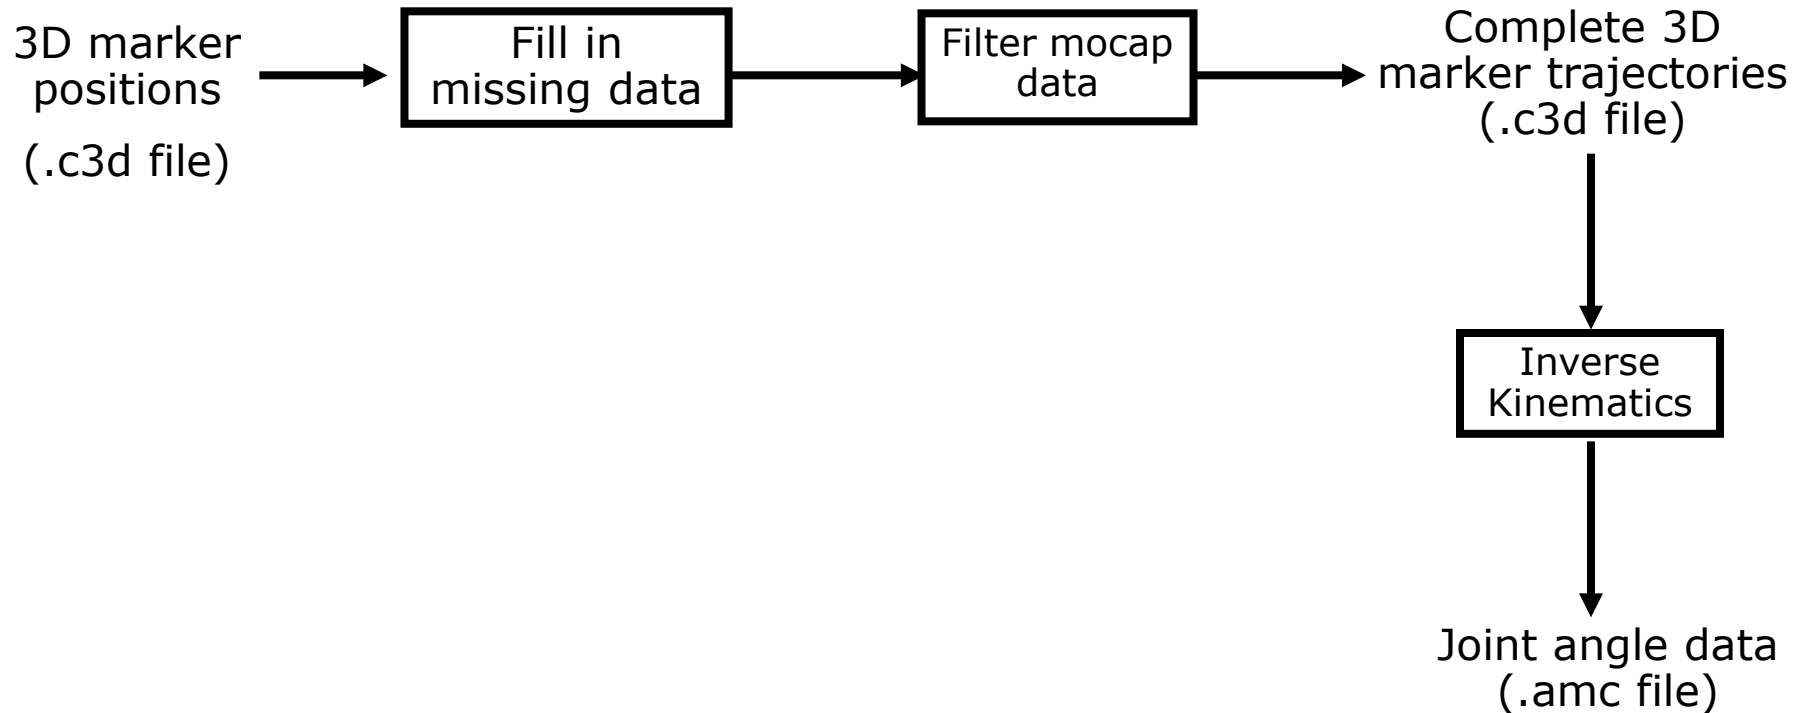 3D marker
positions
(.c3d file)
Fill in
missing data
Filter mocap
data
Complete 3D
marker trajectories
(.c3d file)
Inverse
Kinematics
Joint angle data
(.amc file)